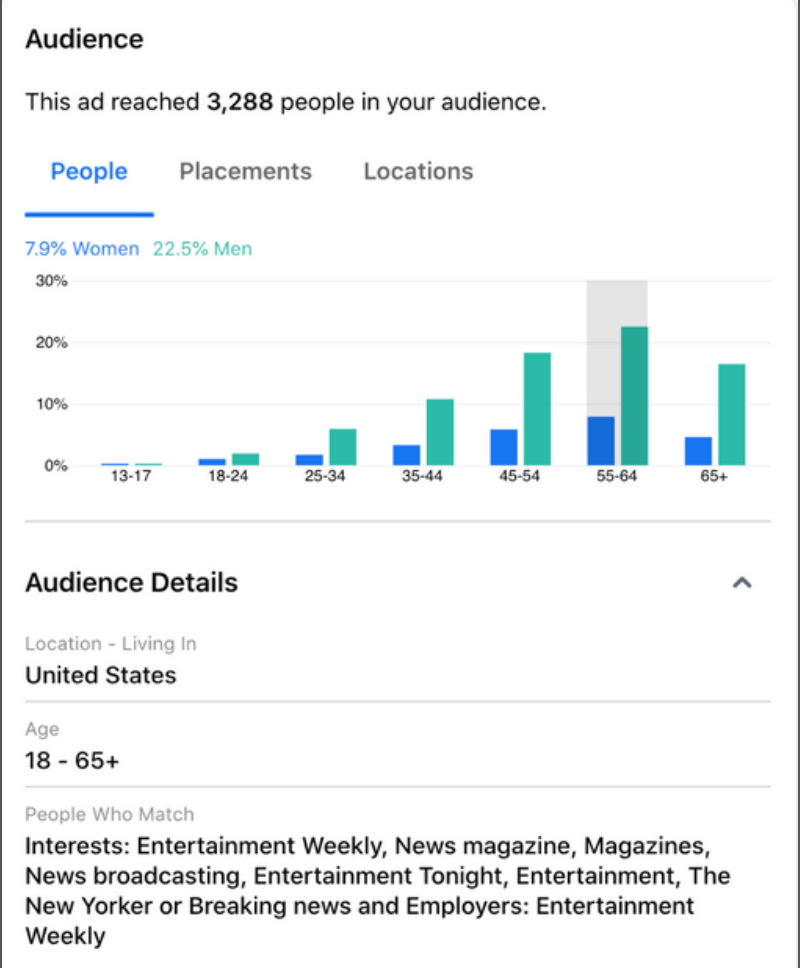 Audience
This ad reached 3,288 people in your audience.
People Placements Locations
7.9% Women 22.5% Men
30%
20%
10%
0%
13-17 18-24 25-34 35-44 45-54 55-64 65+
Audience Details
Location - Living In
United States
Age
18 - 65+
People Who Match
Interests: Entertainment Weekly, News magazine, Magazines,
News broadcasting, Entertainment Tonight, Entertainment, The
New Yorker or Breaking news and Employers: Entertainment
Weekly